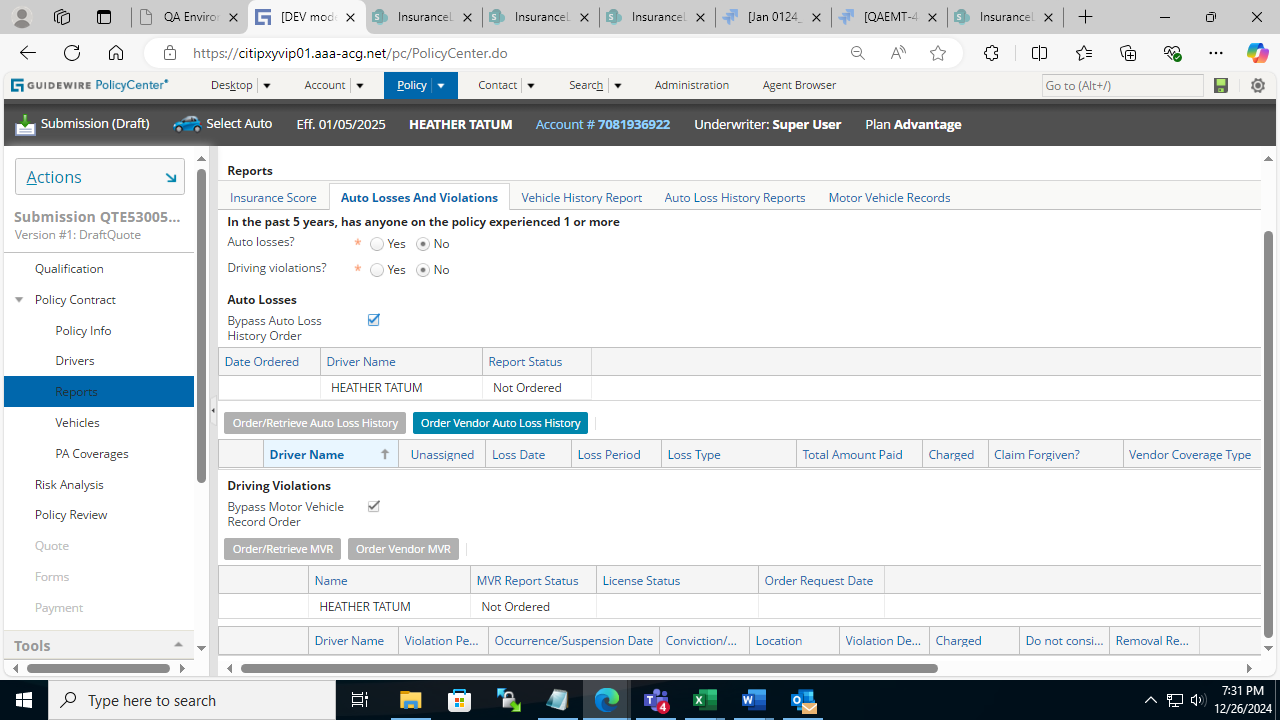 QA Environ
[DEV mode
InsuranceL
InsuranceL
InsuranceL
[Jan 0124_
[QAEMT-4
InsuranceL
https://citipxyvip01.aaa-acg.net/pc/PolicyCenter.do
GUIDEWIRE PolicyCenter®
Desktop
Account
Policy
Contact
Search
Administration
Agent Browser
Go to (Alt+/)
Submission (Draft)
Select Auto
Eff. 01/05/2025
HEATHER TATUM
Account # 7081936922
Underwriter: Super User
Plan Advantage
Actions
Submission QTE53005...
Version #1: DraftQuote
Qualification
Policy Contract
Policy Info
Drivers
Reports
Vehicles
PA Coverages
Risk Analysis
Policy Review
Quote
Forms
Payment
Tools
Reports
Insurance Score
Auto Losses And Violations
Vehicle History Report
Auto Loss History Reports
Motor Vehicle Records
In the past 5 years, has anyone on the policy experienced 1 or more
Auto losses? * Yes No
Driving violations? * Yes No
Auto Losses
Bypass Auto Loss
History Order
Date Ordered Driver Name Report Status
HEATHER TATUM Not Ordered
Order/Retrieve Auto Loss History Order Vendor Auto Loss History
Driver Name Unassigned Loss Date Loss Period Loss Type Total Amount Paid Charged Claim Forgiven? Vendor Coverage Type
Driving Violations
Bypass Motor Vehicle
Record Order
Order/Retrieve MVR Order Vendor MVR
Name MVR Report Status License Status Order Request Date
HEATHER TATUM Not Ordered
Driver Name Violation Pe... Occurrence/Suspension Date Conviction/... Location Violation De... Charged Do not consi... Removal Re...
Type here to search
4
7:31 PM
12/26/2024